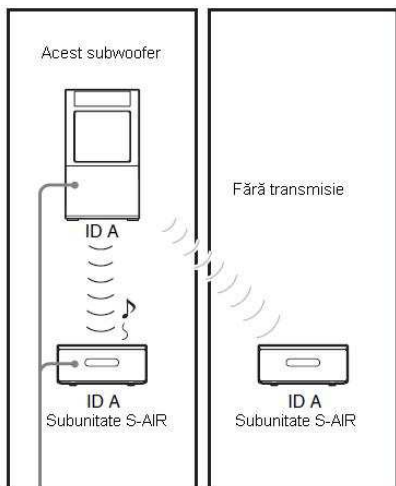 Acest subwoofer
ID A
ID A
Subunitate S-AIR
Fără transmisie
ID A
Subunitate S-AIR